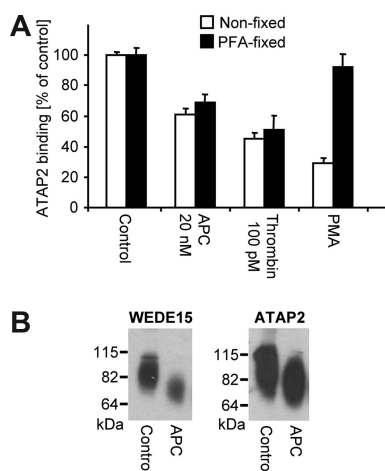 A
Non-fixed
PFA-fixed
ATAP2 binding [% of control]
120
100
80
60
40
20
0
Control
APC
20 nM
Thrombin
100 pM
PMA
B
WEDE15
ATAP2
115
82
64
kDa
Contro
APC
115
82
64
kDa
Contro
APC